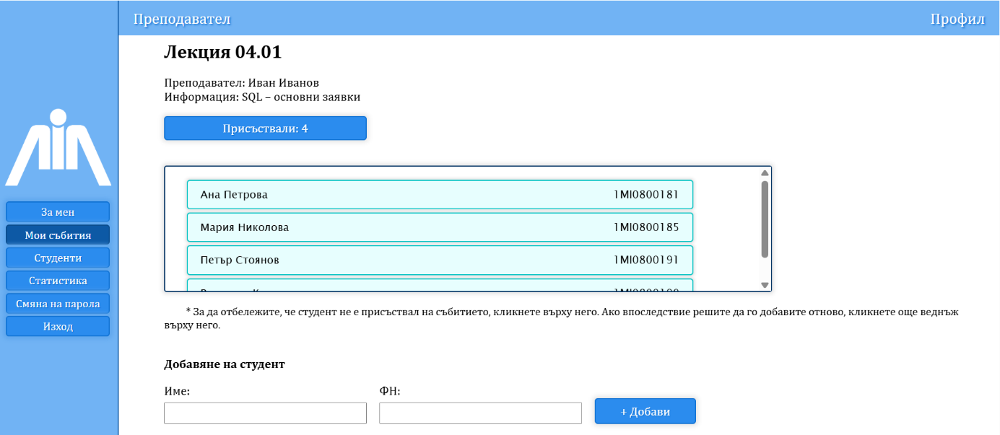 Преподавател
Профил
Лекция 04.01
Преподавател: Иван Иванов
Информация: SQL – основни заявки
Присъствали: 4
Ана Петрова 1MI0800181
Мария Николова 1MI0800185
Петър Стоянов 1MI0800191
За мен
Мои събития
Студенти
Статистика
Смяна на парола
Изход
* За да отбележите, че студент не е присъствал на събитието, кликнете върху него. Ако впоследствие решите да го добавите отново, кликнете още веднъж
върху него.
Добавяне на студент
Име:
ФН:
+ Добави